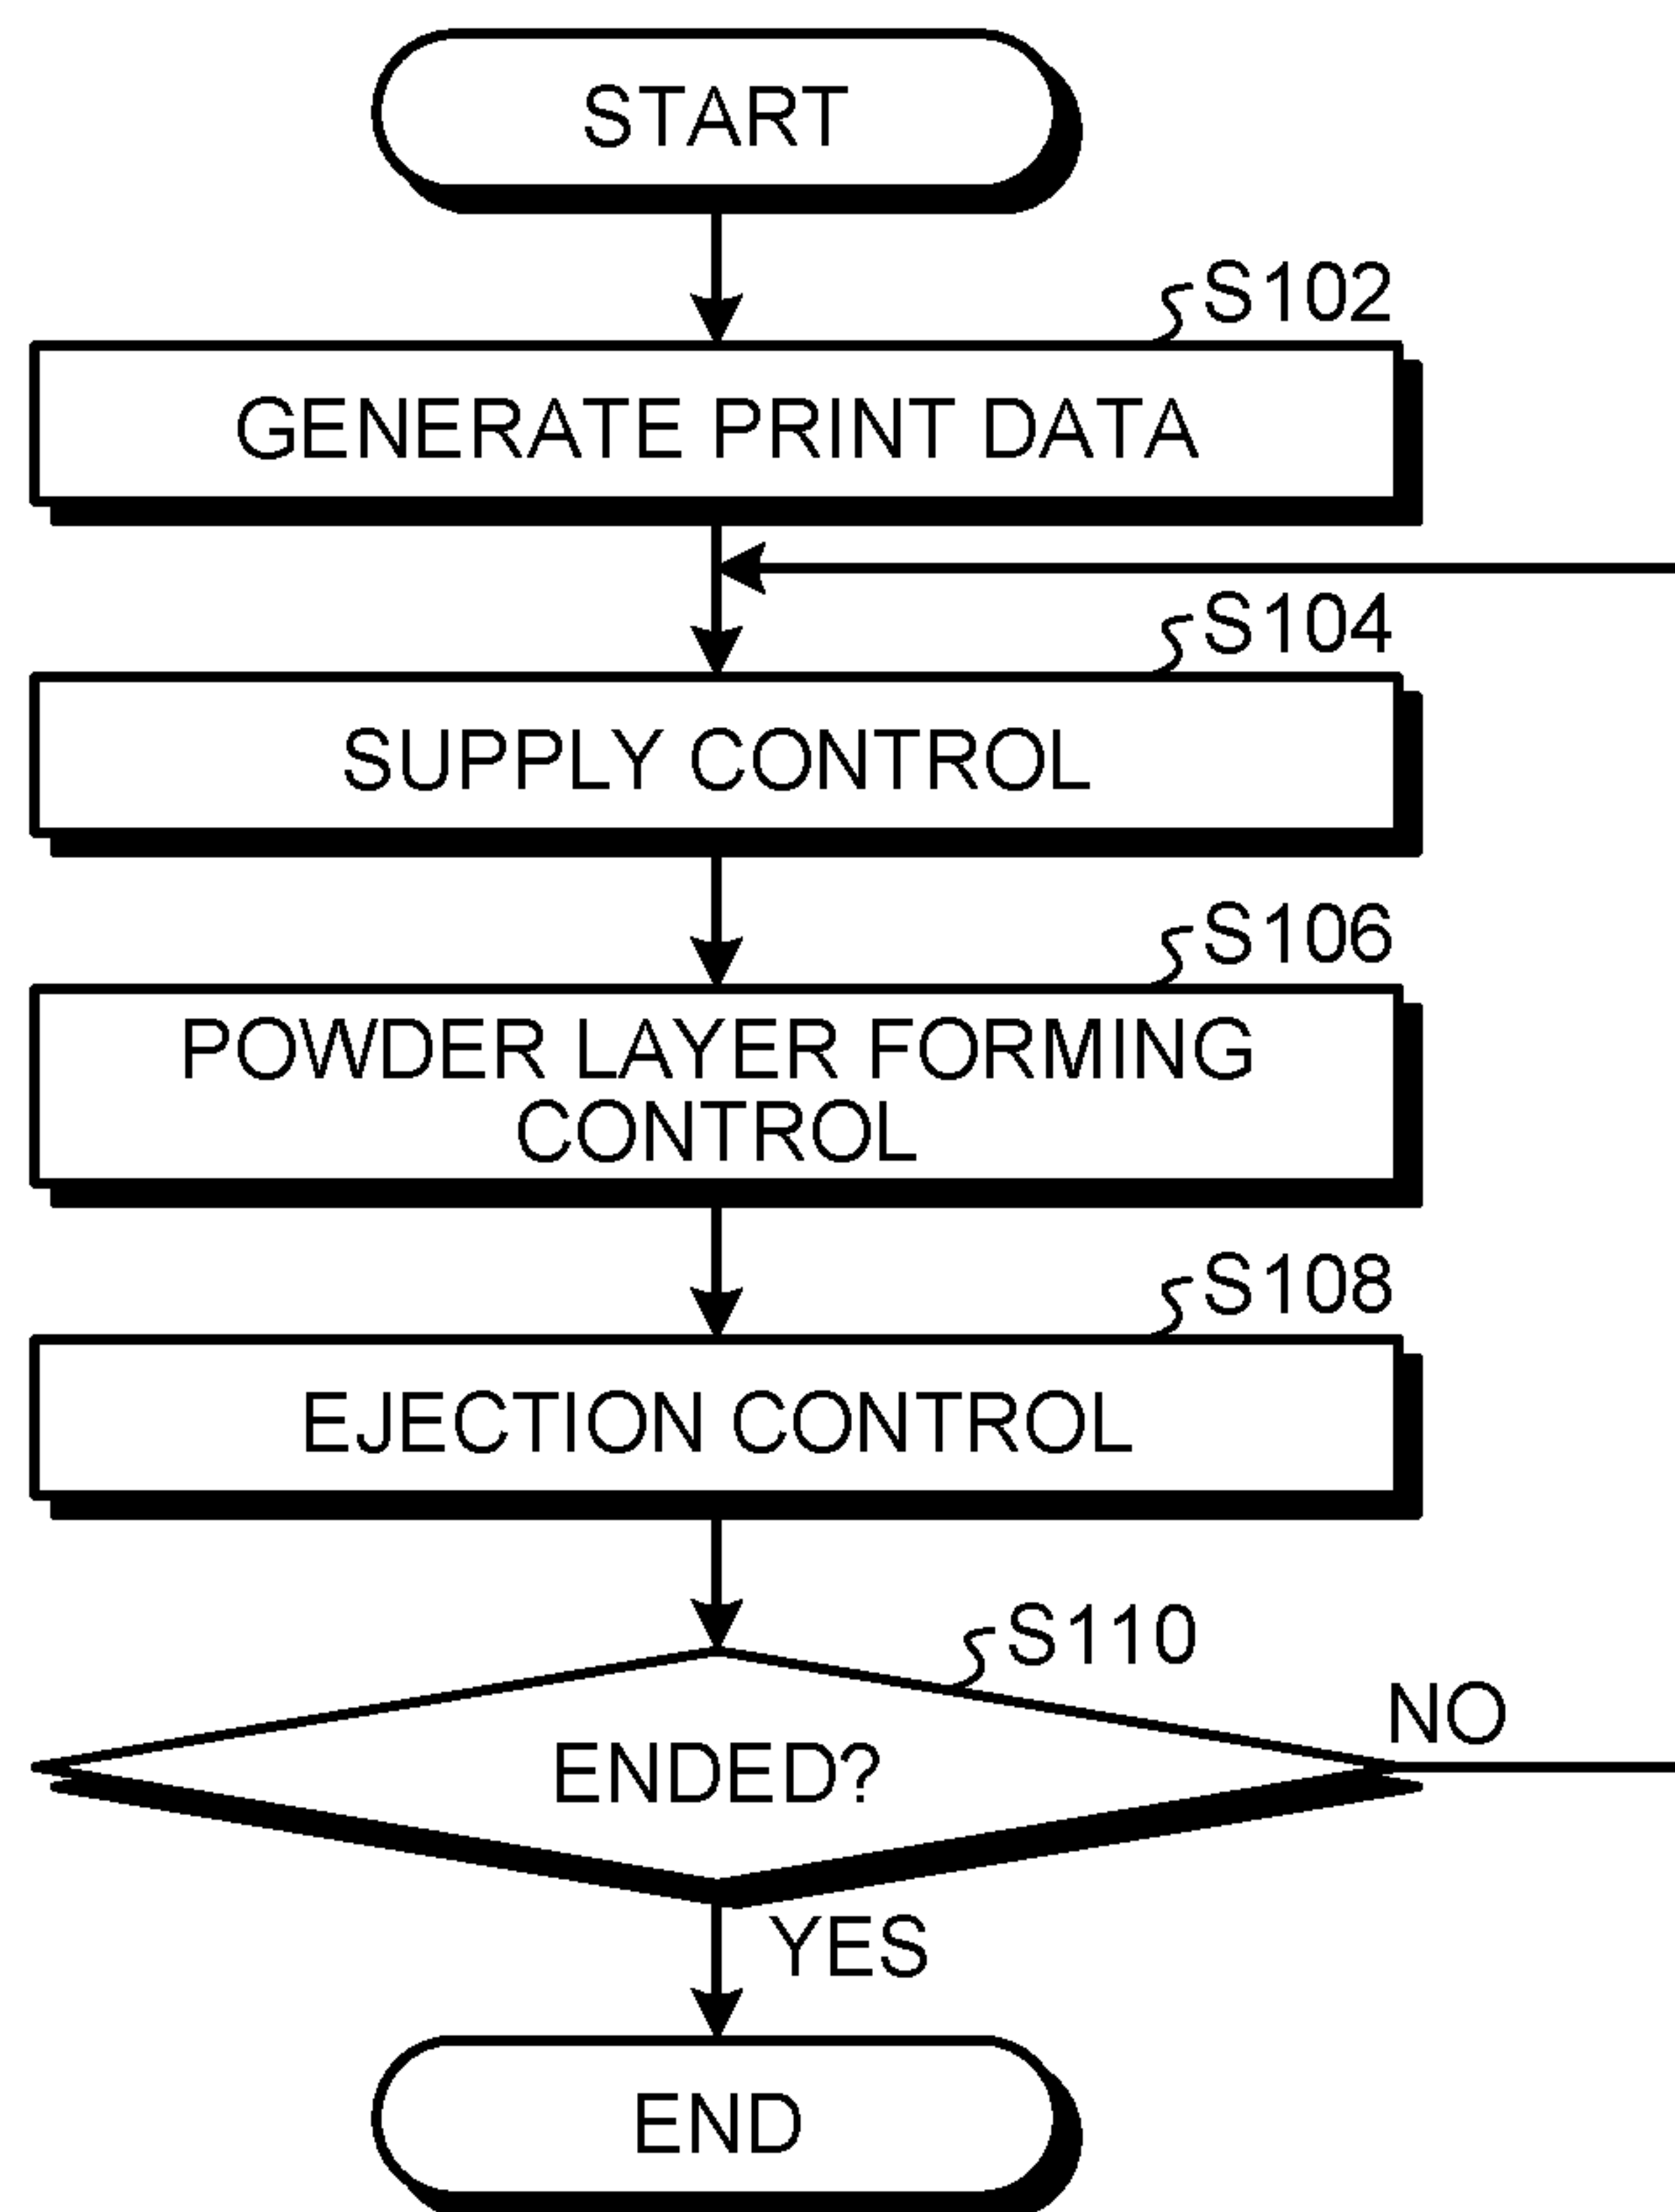 START
S102
GENERATE PRINT DATA
S104
SUPPLY CONTROL
S106
POWDER LAYER FORMING
CONTROL
S108
EJECTION CONTROL
S110
NO
ENDED?
YES
END